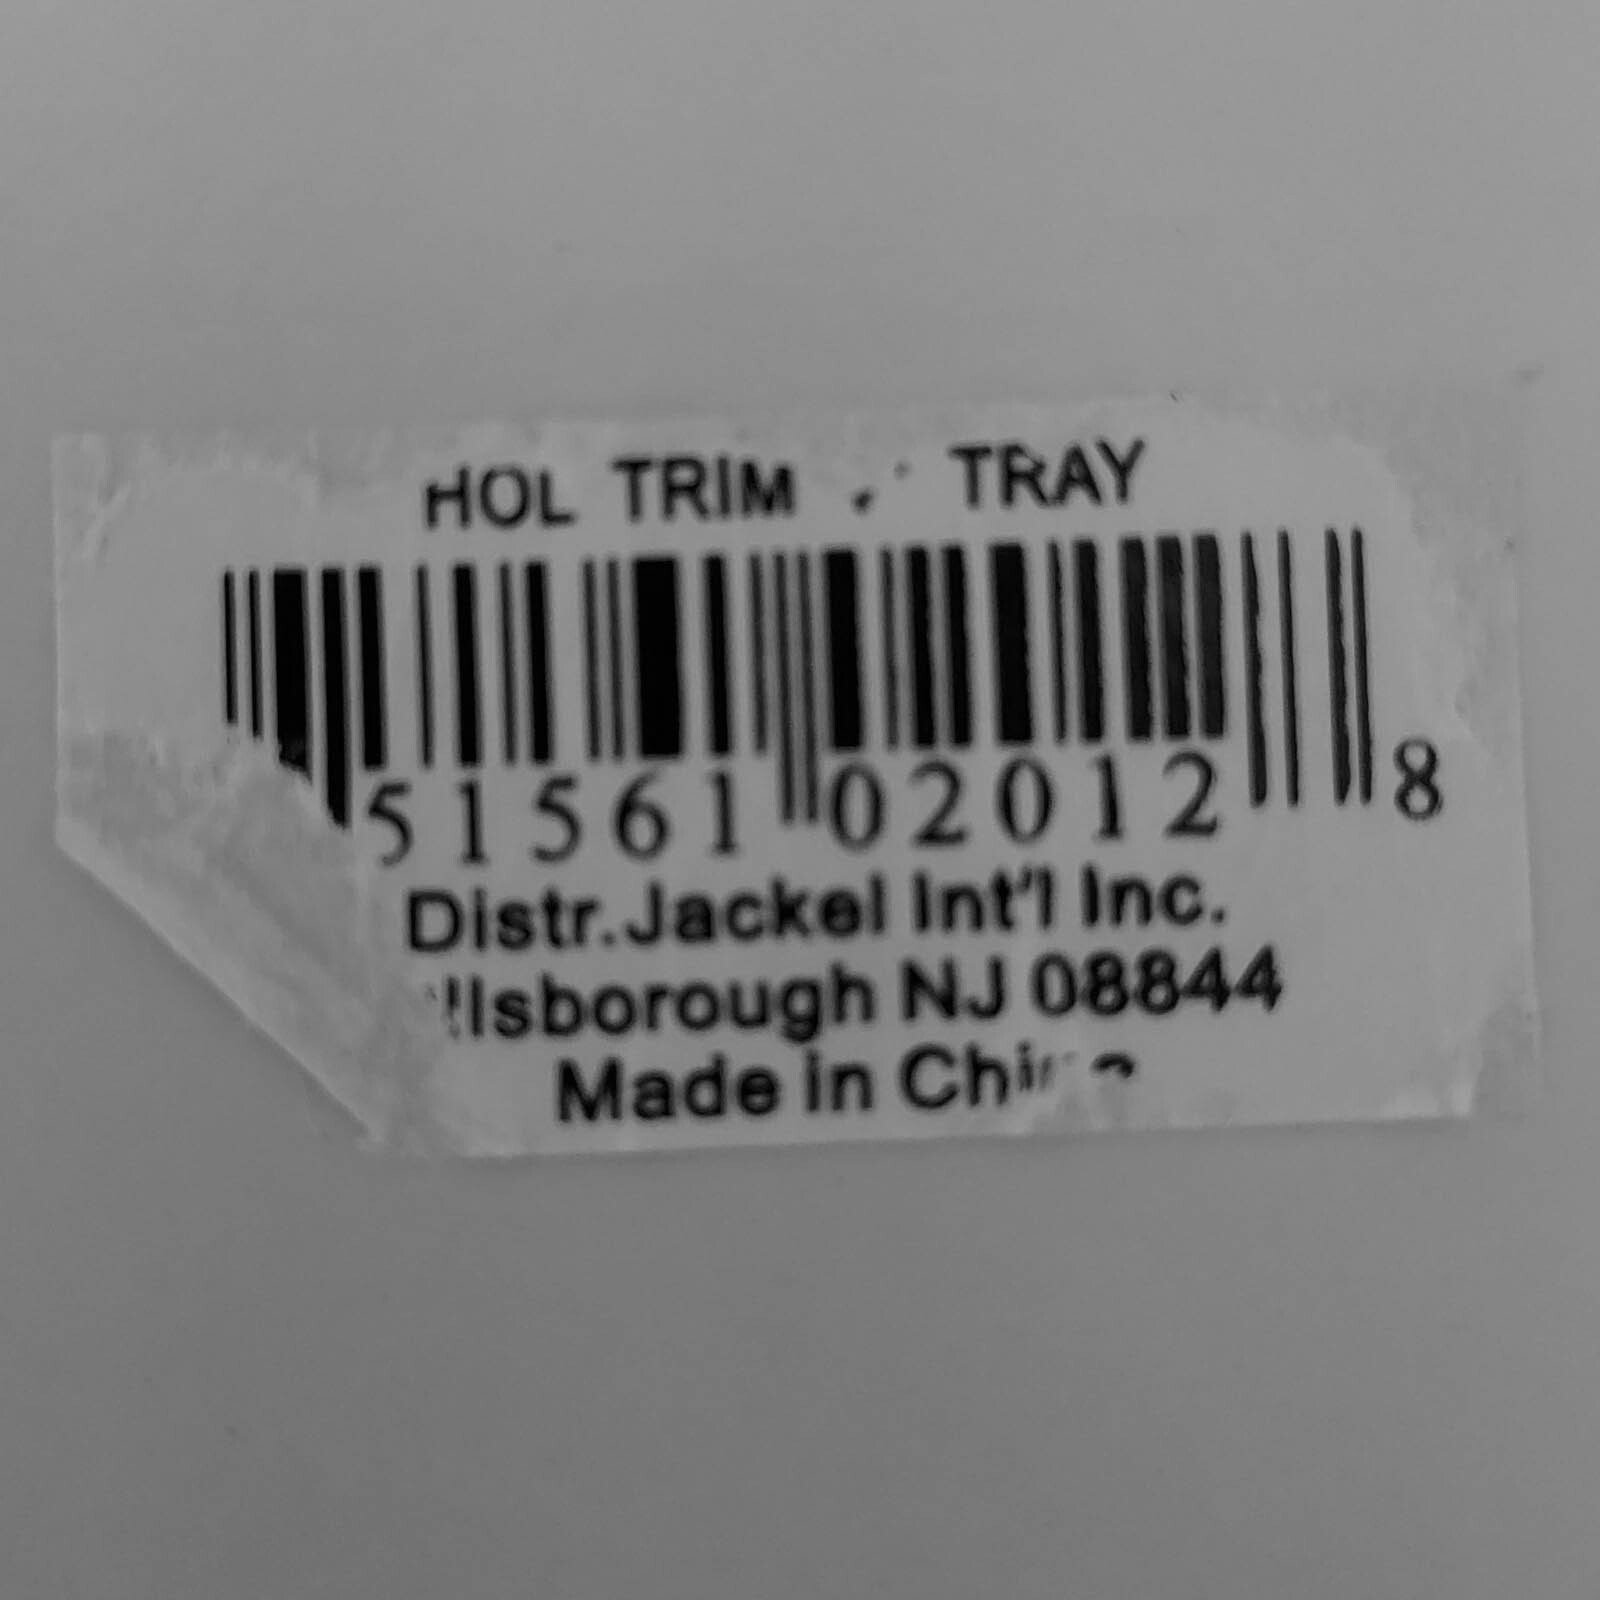 HOL TRIM TRAY
51561 02012 8
Distr.Jackel Int'l Inc.
NJ 08844
Made in